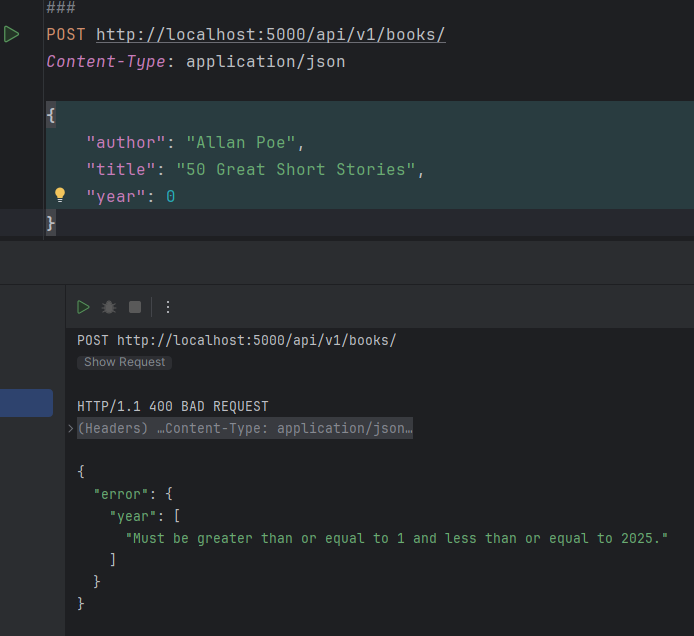 ###
POST http://localhost:5000/api/v1/books/
Content-Type: application/json
{
"author": "Allan Poe",
"title": "50 Great Short Stories",
"year": 0
}
POST http://localhost:5000/api/v1/books/
Show Request
HTTP/1.1 400 BAD REQUEST
(Headers) …Content-Type: application/json…
{
"error": {
"year": [
"Must be greater than or equal to 1 and less than or equal to 2025."
]
}
}